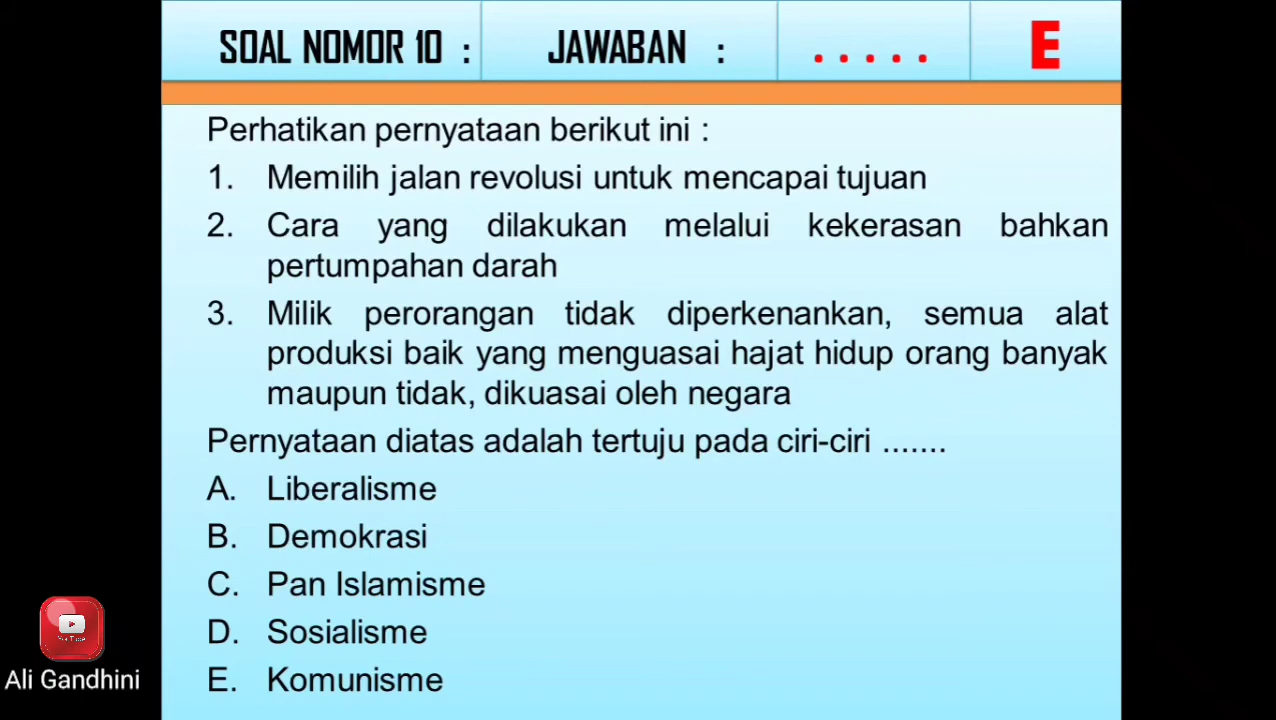 SOAL NOMOR 10 : JAWABAN : ..... E
Perhatikan pernyataan berikut ini :
1. Memilih jalan revolusi untuk mencapai tujuan
2. Cara yang dilakukan melalui kekerasan bahkan
pertumpahan darah
3. Milik perorangan tidak diperkenankan, semua alat
produksi baik yang menguasai hajat hidup orang banyak
maupun tidak, dikuasai oleh negara
Pernyataan diatas adalah tertuju pada ciri-ciri .......
A. Liberalisme
B. Demokrasi
C. Pan Islamisme
D. Sosialisme
E. Komunisme
YouTube
Ali Gandhini